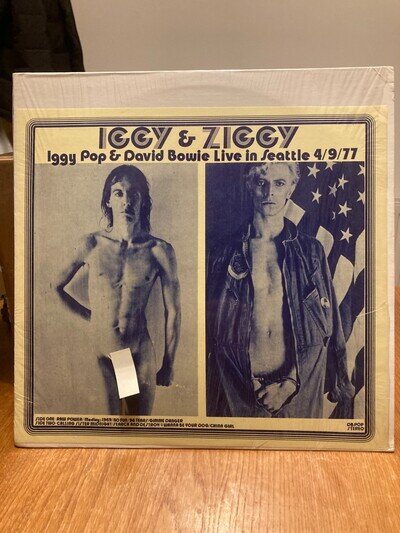 IGGY & ZIGGY
Iggy Pop & David Bowie Live in Seattle 4/9/77
SIDE ONE: RAW POWER/Medley: 1969/NO FUN/96 TEARS/GIMME DANGER
SIDE TWO: CALLING SISTER MIDNIGHT/SEARCH AND DESTROY/I WANNA BE YOUR DOG/CHINA GIRL
STEREO